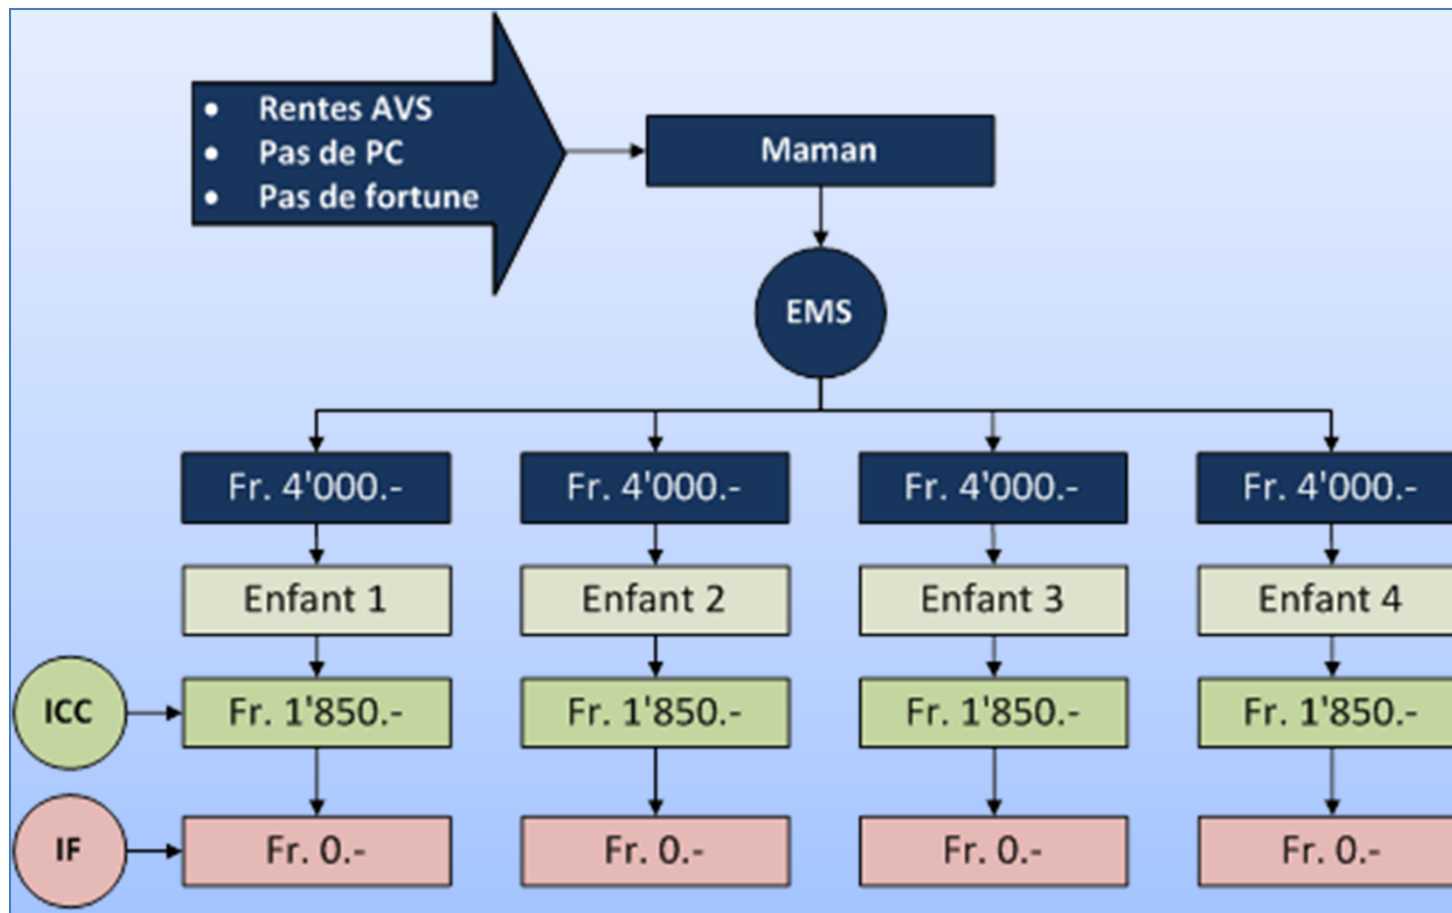 • Rentes AVS
• Pas de PC
• Pas de fortune
Maman
EMS
Fr. 4'000.- Fr. 4'000.- Fr. 4'000.- Fr. 4'000.-
Enfant 1 Enfant 2 Enfant 3 Enfant 4
ICC Fr. 1'850.- Fr. 1'850.- Fr. 1'850.- Fr. 1'850.-
IF Fr. 0.- Fr. 0.- Fr. 0.- Fr. 0.-